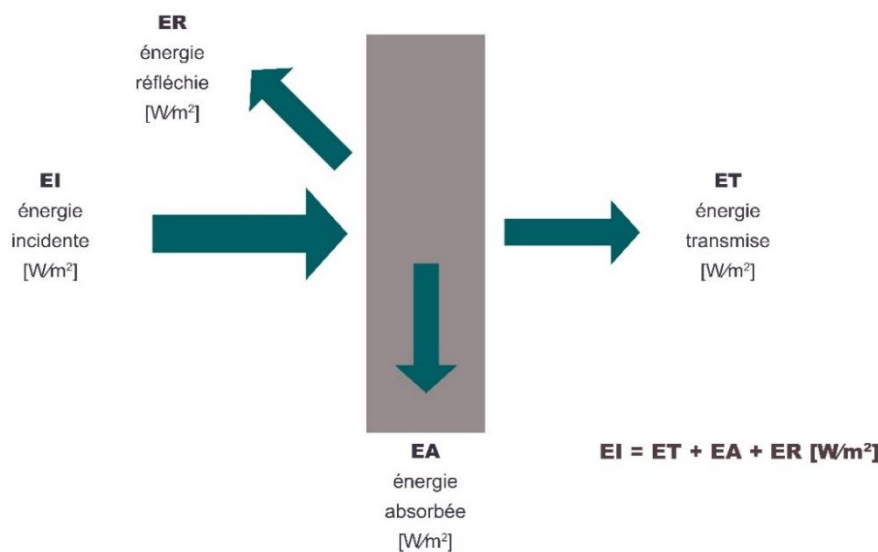 ER
énergie
réfléchie
[W/m²]
EI
énergie
incidente
[W/m²]
ET
énergie
transmise
[W/m²]
EA
énergie
absorbée
[W/m²]
EI = ET + EA + ER [W/m²]